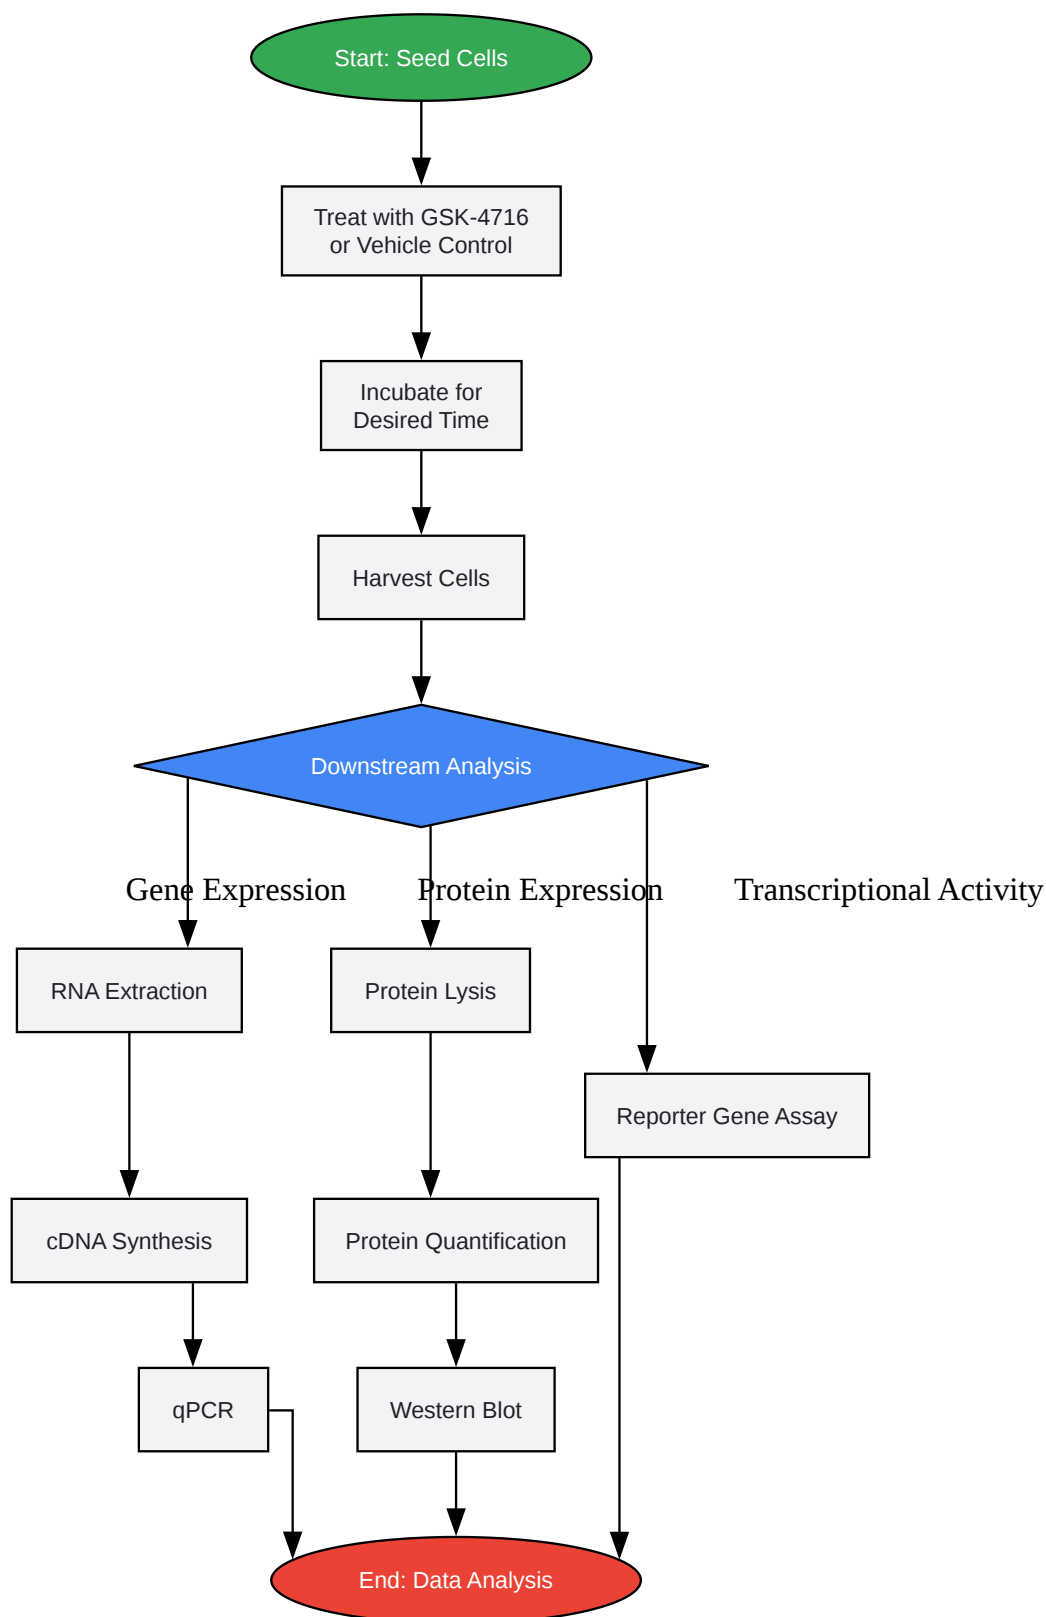 Start: Seed Cells
Treat with GSK-4716
or Vehicle Control
Incubate for
Desired Time
Harvest Cells
Downstream Analysis
Gene Expression
Protein Expression
Transcriptional Activity
RNA Extraction
Protein Lysis
Reporter Gene Assay
cDNA Synthesis
Protein Quantification
qPCR
Western Blot
End: Data Analysis